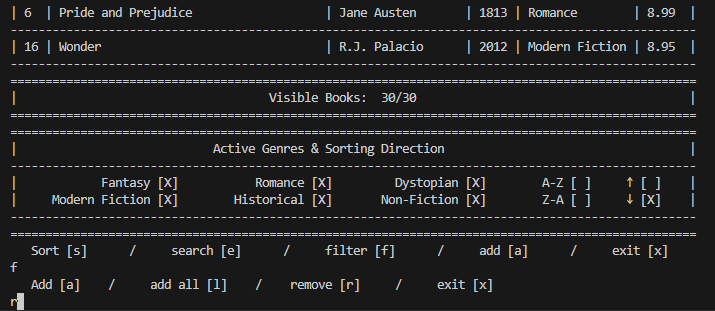 | 6 | Pride and Prejudice | Jane Austen | 1813 | Romance | 8.99 |
| 16 | Wonder | R.J. Palacio | 2012 | Modern Fiction | 8.95 |
| Visible Books: 30/30 |
| Active Genres & Sorting Direction |
| Fantasy [X] Romance [X] Dystopian [X] A-Z [ ] ↑ [ ] |
| Modern Fiction [X] Historical [X] Non-Fiction [X] Z-A [ ] ↓ [X] |
Sort [s] / search [e] / filter [f] / add [a] / exit [x]
f
Add [a] / add all [l] / remove [r] / exit [x]
r